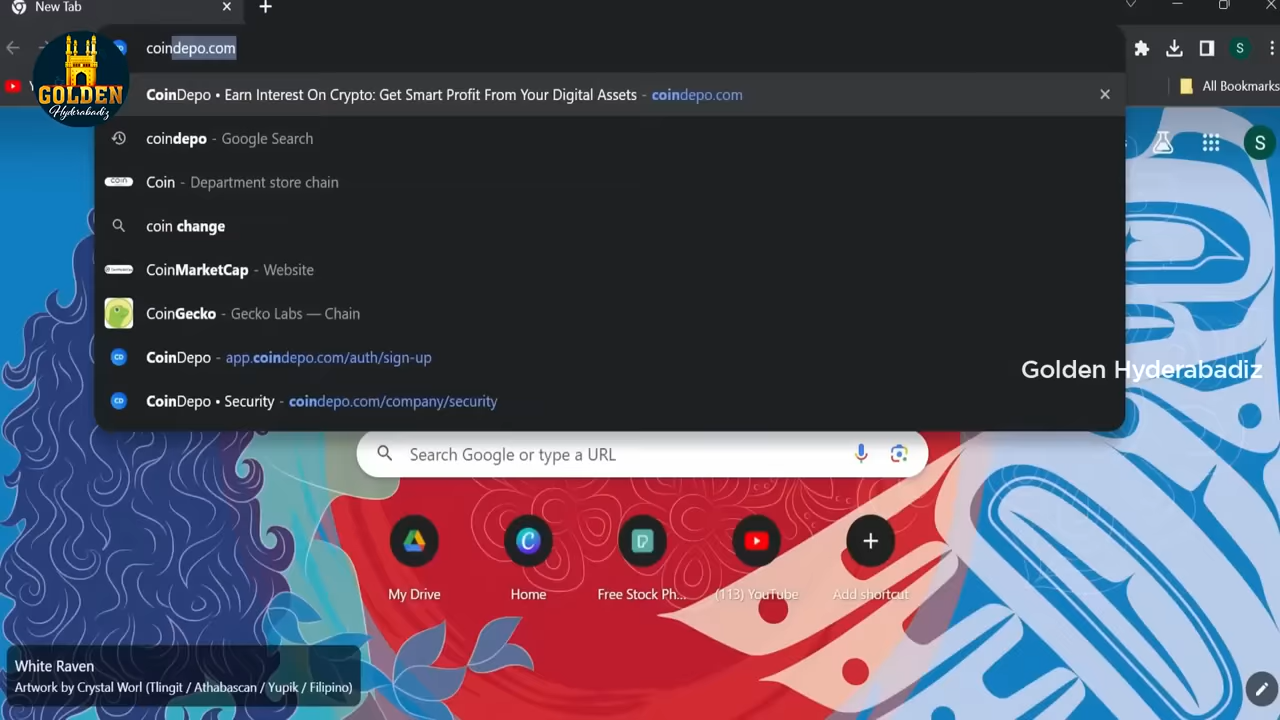 New Tab
coindepo.com
S
GOLDEN
Hyderabadiz
CoinDepo • Earn Interest On Crypto: Get Smart Profit From Your Digital Assets - coindepo.com
All Bookmarks
coindepo - Google Search
S
Coin - Department store chain
coin change
CoinMarketCap - Website
CoinGecko - Gecko Labs — Chain
CD CoinDepo - app.coindepo.com/auth/sign-up
Golden Hyderabadiz
CD CoinDepo • Security - coindepo.com/company/security
Search Google or type a URL
My Drive
Home
Free Stock Ph...
(113) YouTube
Add shortcut
White Raven
Artwork by Crystal Worl (Tlingit / Athabascan / Yupik / Filipino)